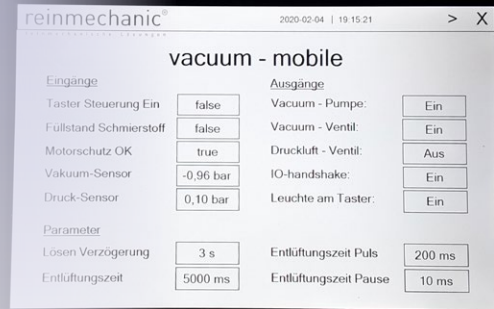 reinmechanic®
2020-02-04 | 19:15:21 > X
vacuum - mobile
Eingänge
Taster Steuerung Ein false
Füllstand Schmierstoff false
Motorschutz OK true
Vakuum-Sensor -0,96 bar
Druck-Sensor 0,10 bar
Ausgänge
Vacuum - Pumpe: Ein
Vacuum - Ventil: Ein
Druckluft - Ventil: Aus
IO-handshake: Ein
Leuchte am Taster: Ein
Parameter
Lösen Verzögerung 3 s
Entlüftungszeit 5000 ms
Entlüftungszeit Puls 200 ms
Entlüftungszeit Pause 10 ms